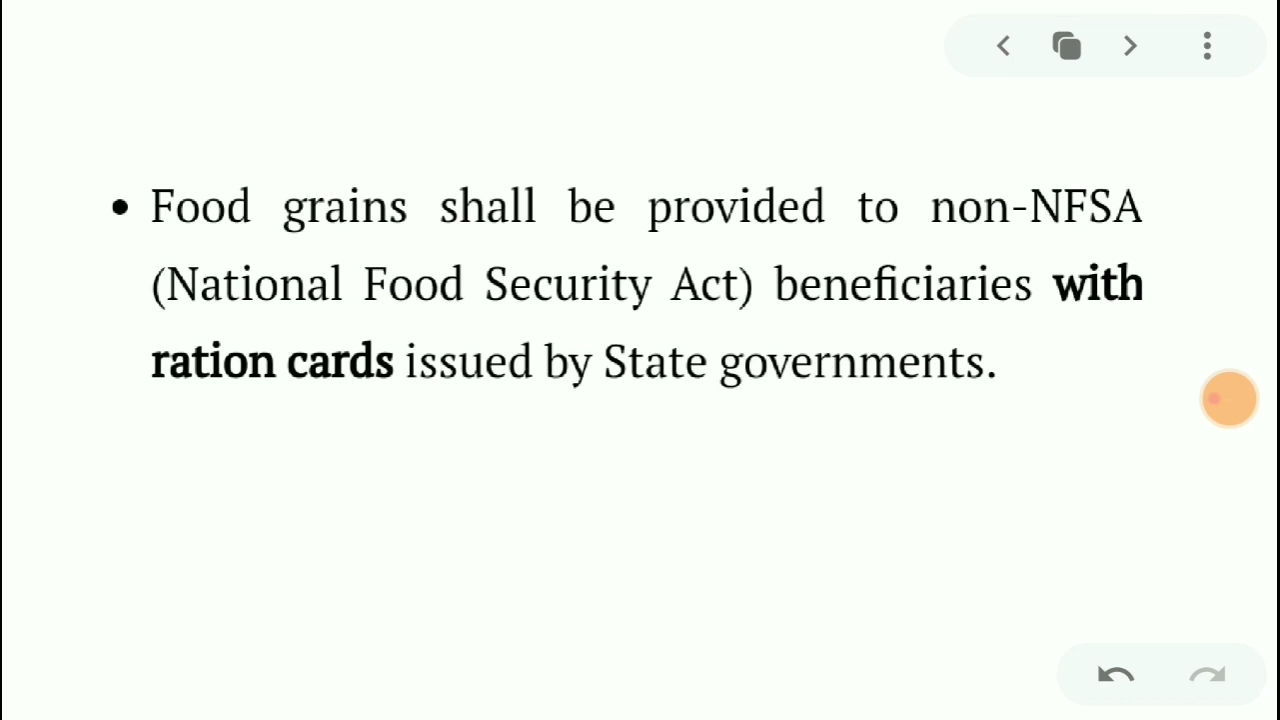 • Food grains shall be provided to non-NFSA
(National Food Security Act) beneficiaries with
ration cards issued by State governments.